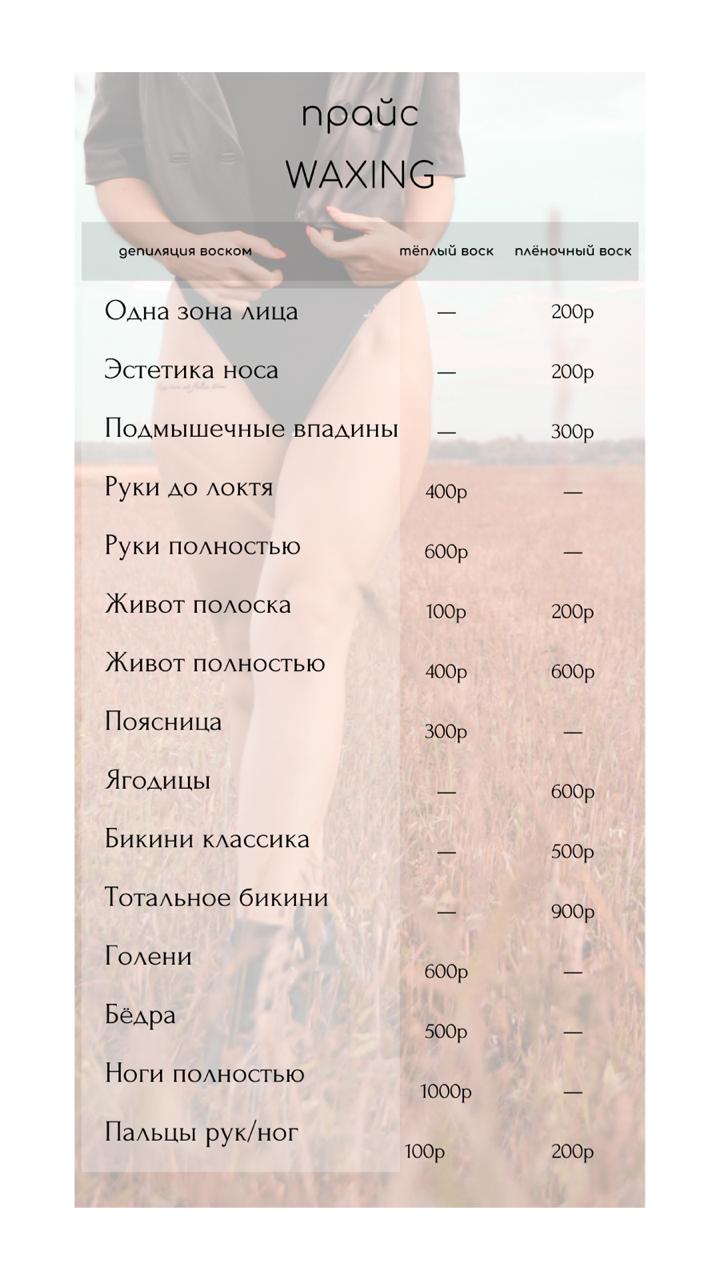 прайс
WAXING
депиляция воском тёплый воск плёночный воск
Одна зона лица — 200р
Эстетика носа — 200р
Подмышечные впадины — 300р
Руки до локтя 400р —
Руки полностью 600р —
Живот полоска 100р 200р
Живот полностью 400р 600р
Поясница 300р —
Ягодицы — 600р
Бикини классика — 500р
Тотальное бикини — 900р
Голени 600р —
Бёдра 500р —
Ноги полностью 1000р —
Пальцы рук/ног 100р 200р